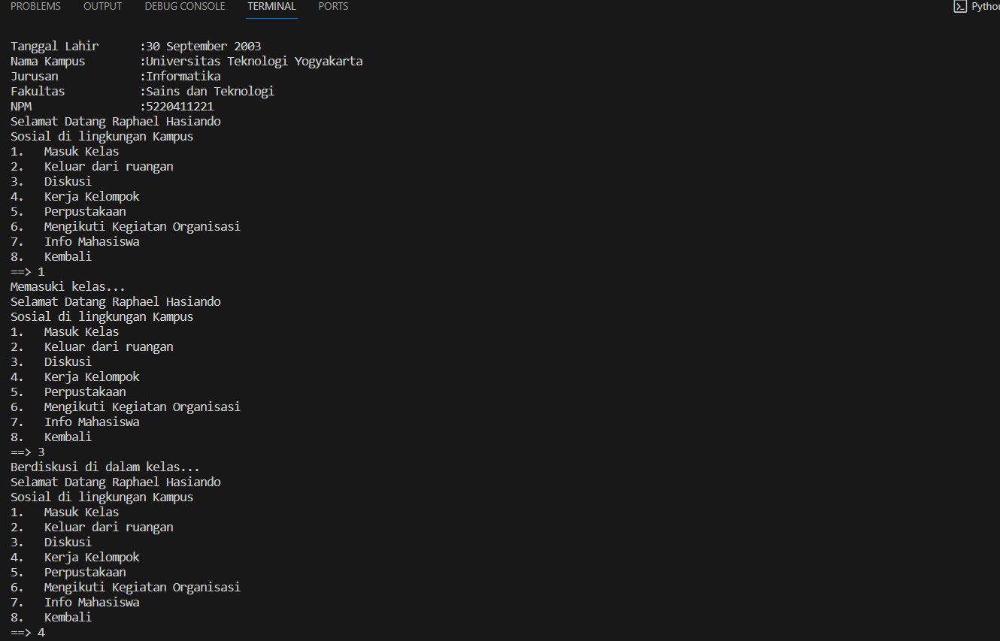 PROBLEMS OUTPUT DEBUG CONSOLE TERMINAL PORTS
Tanggal Lahir :30 September 2003
Nama Kampus :Universitas Teknologi Yogyakarta
Jurusan :Informatika
Fakultas :Sains dan Teknologi
NPM :5220411221
Selamat Datang Raphael Hasiando
Sosial di lingkungan Kampus
1. Masuk Kelas
2. Keluar dari ruangan
3. Diskusi
4. Kerja Kelompok
5. Perpustakaan
6. Mengikuti Kegiatan Organisasi
7. Info Mahasiswa
8. Kembali
==> 1
Memasuki kelas...
Selamat Datang Raphael Hasiando
Sosial di lingkungan Kampus
1. Masuk Kelas
2. Keluar dari ruangan
3. Diskusi
4. Kerja Kelompok
5. Perpustakaan
6. Mengikuti Kegiatan Organisasi
7. Info Mahasiswa
8. Kembali
==> 3
Berdiskusi di dalam kelas...
Selamat Datang Raphael Hasiando
Sosial di lingkungan Kampus
1. Masuk Kelas
2. Keluar dari ruangan
3. Diskusi
4. Kerja Kelompok
5. Perpustakaan
6. Mengikuti Kegiatan Organisasi
7. Info Mahasiswa
8. Kembali
==> 4